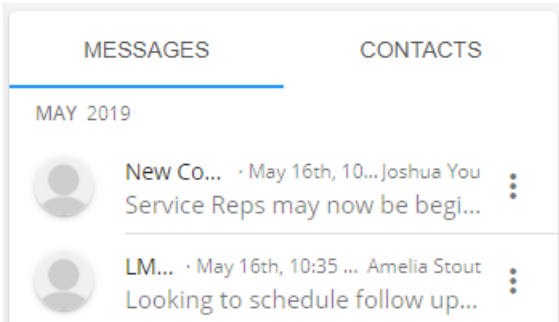 MESSAGES CONTACTS
MAY 2019
New Co... · May 16th, 10... Joshua You
Service Reps may now be begi...
LM... · May 16th, 10:35 ... Amelia Stout
Looking to schedule follow up...